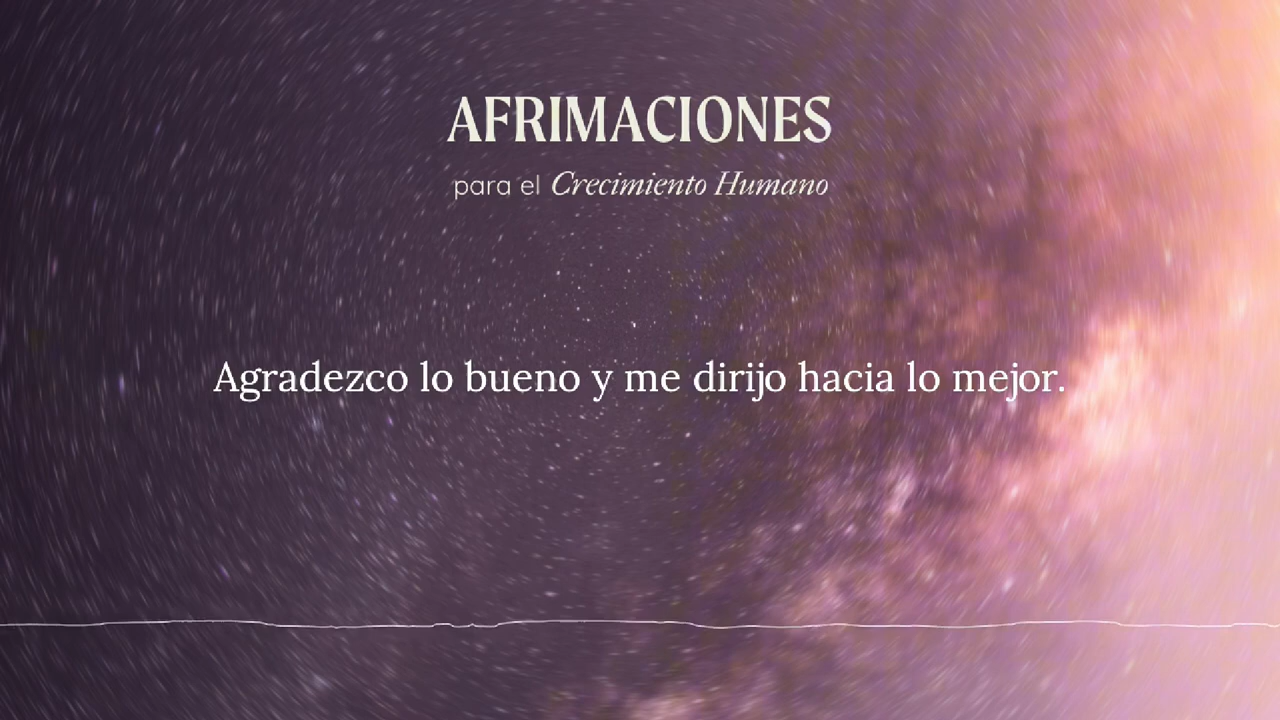 AFRIMACIONES
para el Crecimiento Humano
Agradezco lo bueno y me dirijo hacia lo mejor.